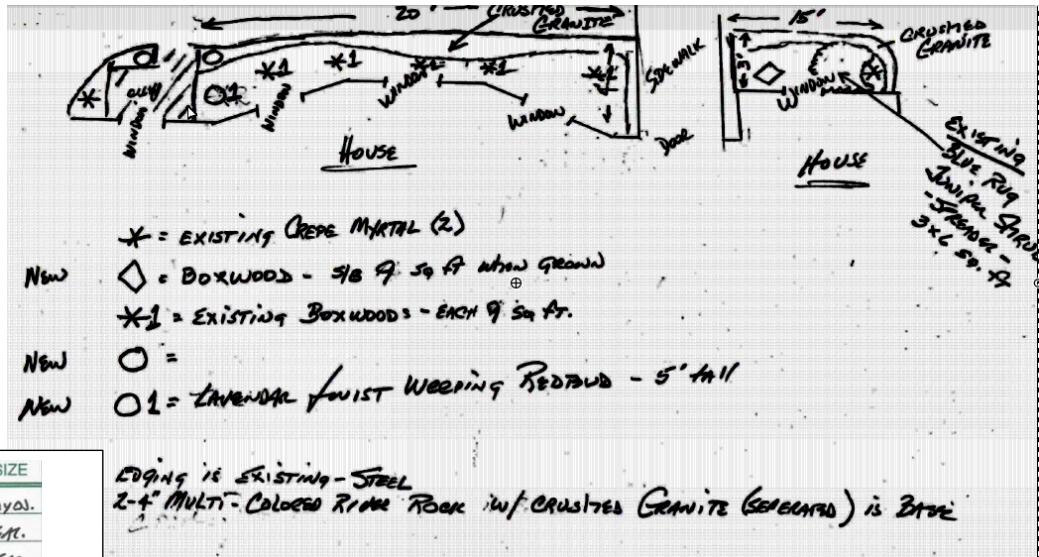 20' CRUSHED
GRANITE
15'
CRUSHED
GRANITE
SIDEWALK
3'
WINDOW
WINDOW
WINDOW
WINDOW
WINDOW
DOOR
HOUSE
HOUSE
EXISTING
BLUE RUG
JUNIPER SHRUB
- SPREADER -
3x6 SQ. ft
* = EXISTING CREPE MYRTAL (2)
NEW ◇ = BOXWOOD - S/B 9 SQ ft when GROWN
*1 = EXISTING BOXWOODS - EACH 9 SQ FT.
NEW O =
NEW O1 = LAVENDAR TWIST WEEPING REDBUD - 5' tall
EDGING IS EXISTING - STEEL
2-4" MULTI-COLORED RIVER ROCK w/ CRUSHED GRANITE (SEPERATED) is BASE
SIZE